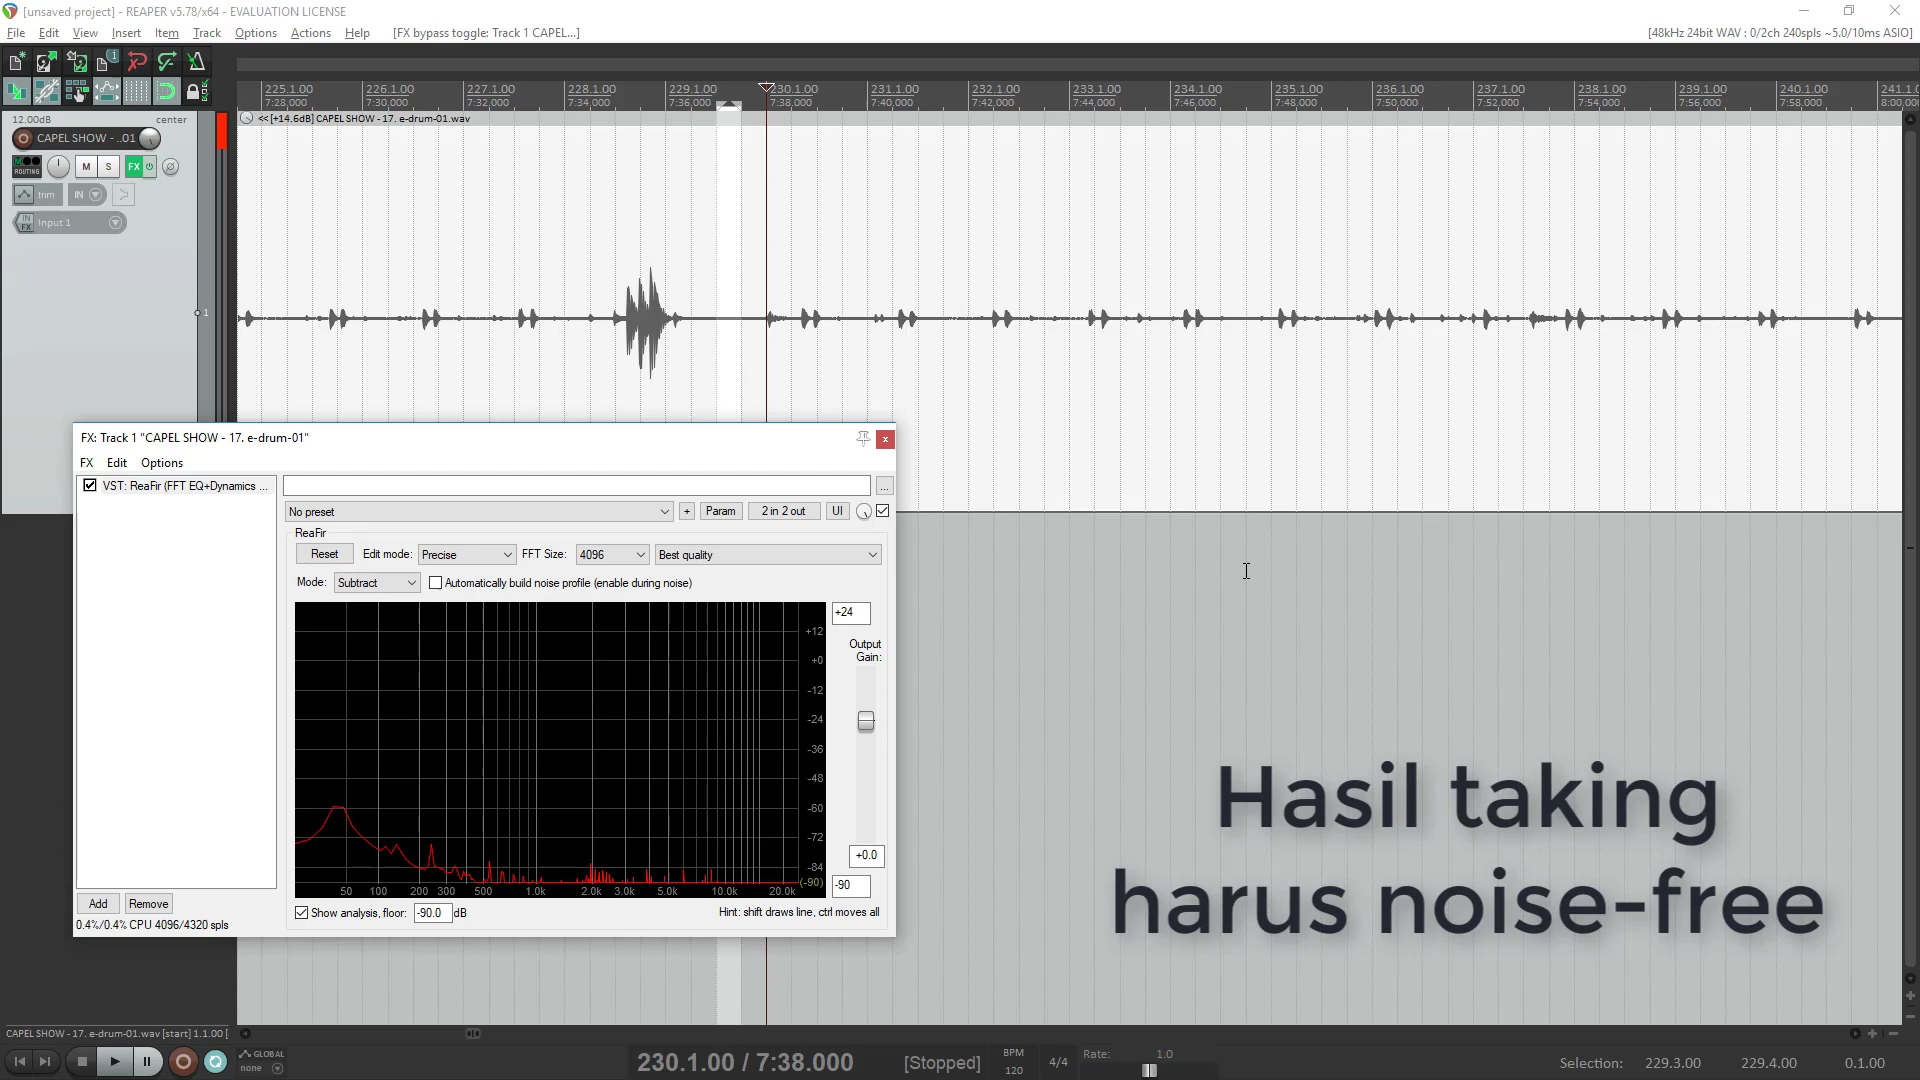 [unsaved project] - REAPER v5.78/x64 - EVALUATION LICENSE
File Edit View Insert Item Track Options Actions Help [FX bypass toggle: Track 1 CAPEL...] [48kHz 24bit WAV : 0/2ch 240spls ~5.0/10ms ASIO]
225.1.00 226.1.00 227.1.00 228.1.00 229.1.00 230.1.00 231.1.00 232.1.00 233.1.00 234.1.00 235.1.00 236.1.00 237.1.00 238.1.00 239.1.00 240.1.00 241.1.0
7:28.000 7:30.000 7:32.000 7:34.000 7:36.000 7:38.000 7:40.000 7:42.000 7:44.000 7:46.000 7:48.000 7:50.000 7:52.000 7:54.000 7:56.000 7:58.000 8:00.000
12.00dB center
<< [+14.6dB] CAPEL SHOW - 17. e-drum-01.wav
CAPEL SHOW - ..01
ROUTING M S FX
trim IN
IN FX Input 1
1
FX: Track 1 "CAPEL SHOW - 17. e-drum-01"
FX Edit Options
VST: ReaFir (FFT EQ+Dynamics ...
...
No preset + Param 2 in 2 out UI
ReaFir
Reset Edit mode: Precise FFT Size: 4096 Best quality
Mode: Subtract Automatically build noise profile (enable during noise)
+24
+12
Output Gain:
+0
-12
-24
-36
-48
-60
-72
-84
(-90)
+0.0
-90
50 100 200 300 500 1.0k 2.0k 3.0k 5.0k 10.0k 20.0k
Add Remove
Show analysis, floor: -90.0 dB Hint: shift draws line, ctrl moves all
0.4%/0.4% CPU 4096/4320 spls
Hasil taking
harus noise-free
CAPEL SHOW - 17. e-drum-01.wav [start] 1.1.00 [
GLOBAL
none
230.1.00 / 7:38.000 [Stopped]
BPM
120
4/4
Rate: 1.0
Selection: 229.3.00 229.4.00 0.1.00